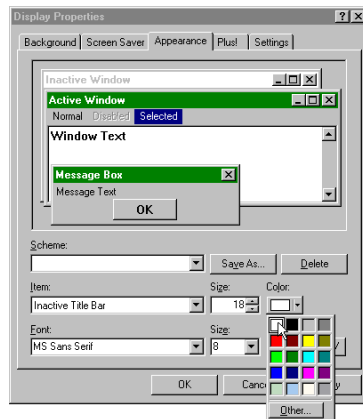 Display Properties
Background Screen Saver Appearance Plus! Settings
Inactive Window
Active Window
Normal Disabled Selected
Window Text
Message Box
Message Text
OK
Scheme:
Save As... Delete
Item: Size: Color:
Inactive Title Bar 18
Font: Size:
MS Sans Serif 8
OK Canc y
Other...